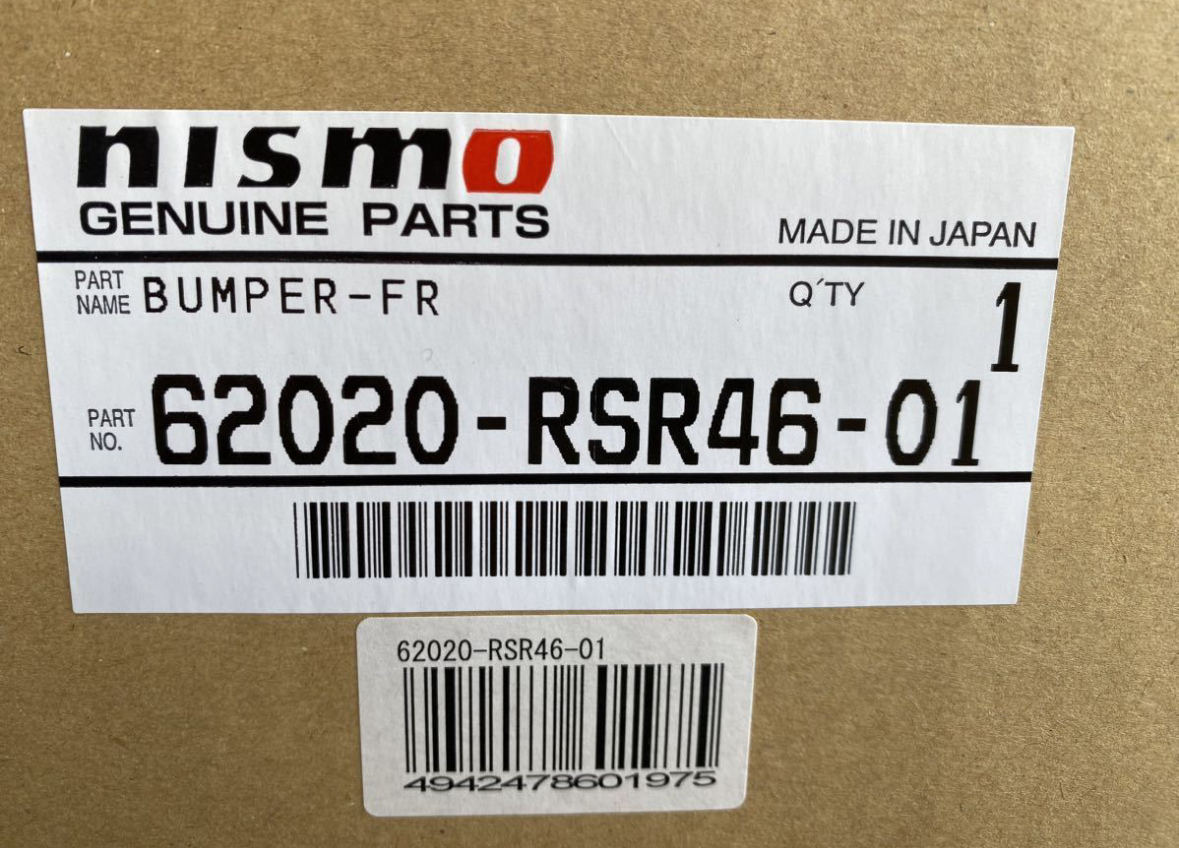 nismo
GENUINE PARTS
MADE IN JAPAN
PART NAME BUMPER-FR
Q'TY 1
PART NO. 62020-RSR46-01
62020-RSR46-01
4942478601975